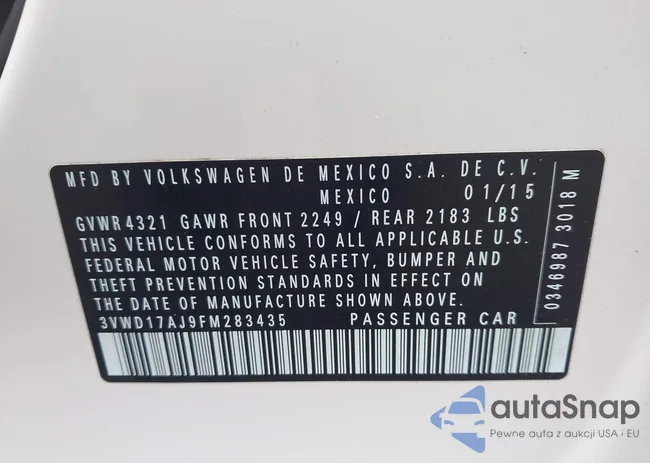 MFD BY VOLKSWAGEN DE MEXICO S.A. DE C.V.
MEXICO 01/15
GVWR 4321 GAWR FRONT 2249 / REAR 2183 LBS
THIS VEHICLE CONFORMS TO ALL APPLICABLE U.S.
FEDERAL MOTOR VEHICLE SAFETY, BUMPER AND
THEFT PREVENTION STANDARDS IN EFFECT ON
THE DATE OF MANUFACTURE SHOWN ABOVE.
3VWD17AJ9FM283435 PASSENGER CAR
0346987 3018 M
autaSnap
Pewne auta z aukcji USA i EU